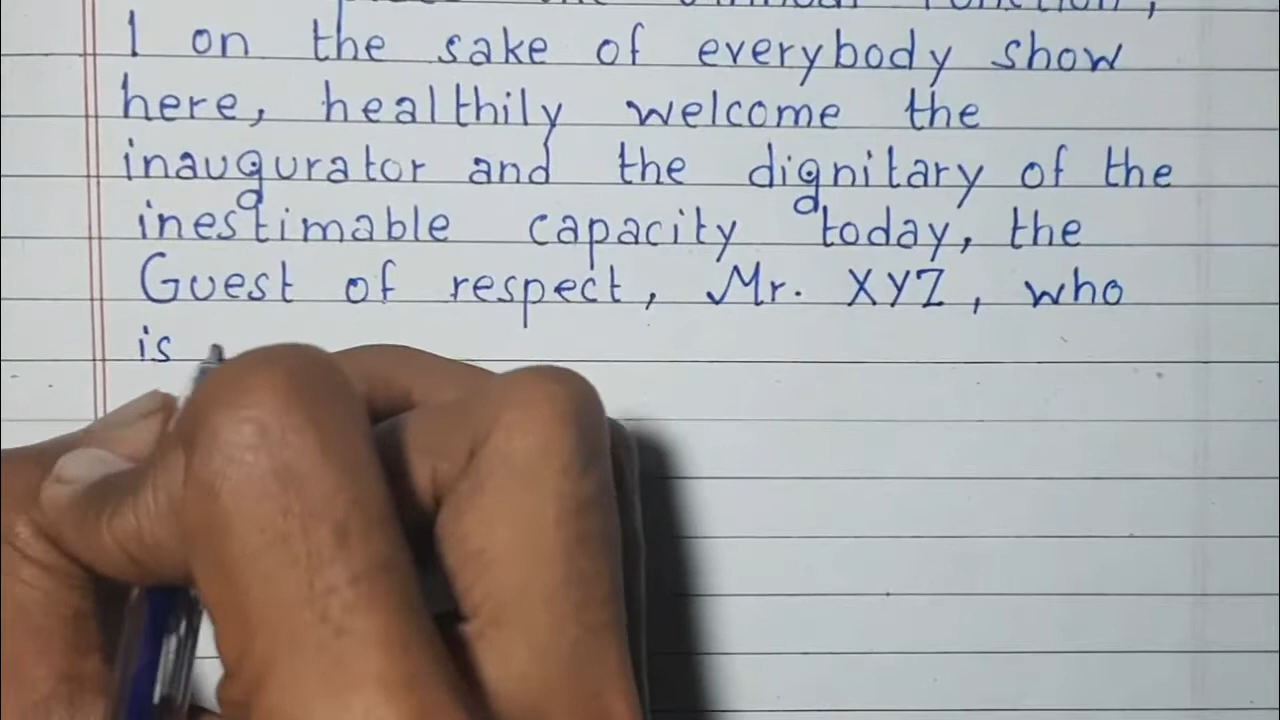 Function,
I on the sake of everybody show
here, healthily welcome the
inaugurator and the dignitary of the
inestimable capacity today, the
Guest of respect, Mr. XYZ, who
is